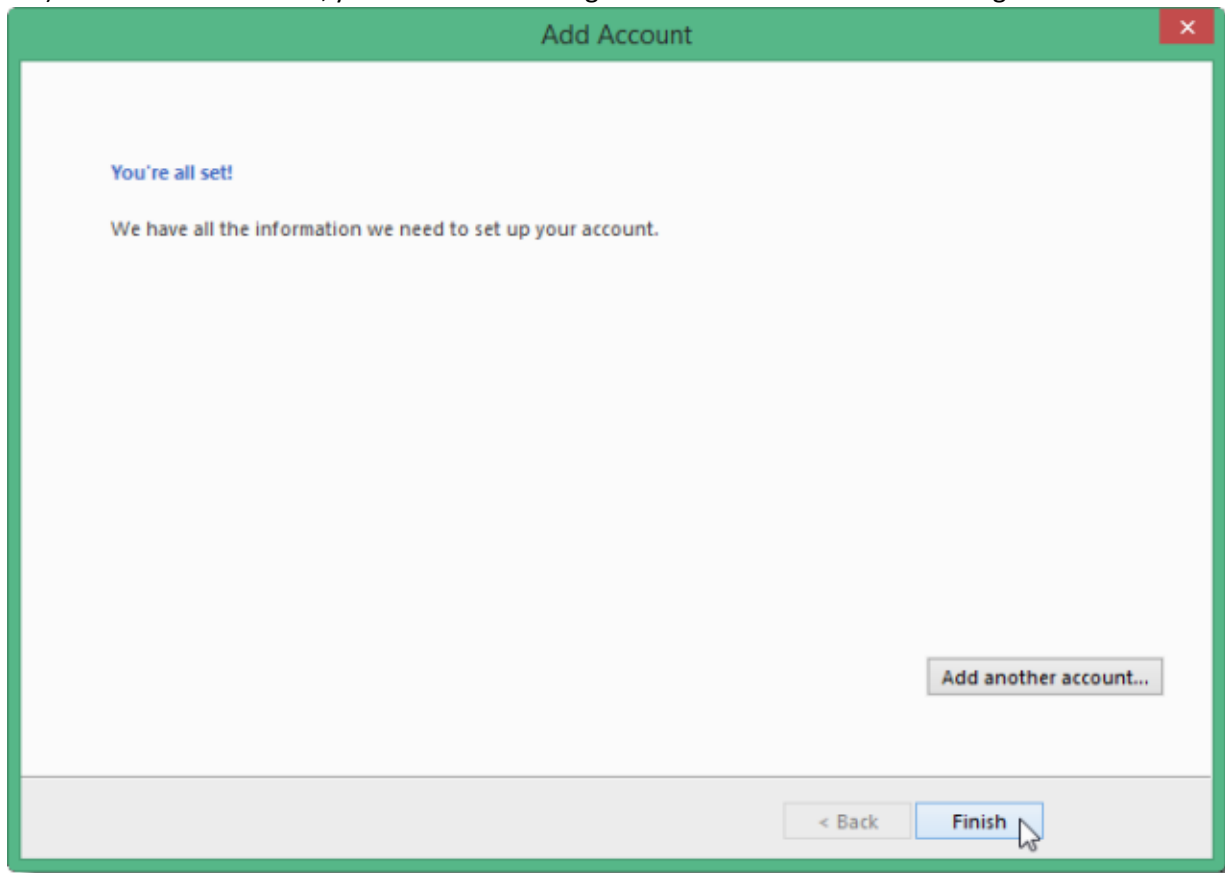 Add Account
You're all set!
We have all the information we need to set up your account.
Add another account...
< Back Finish